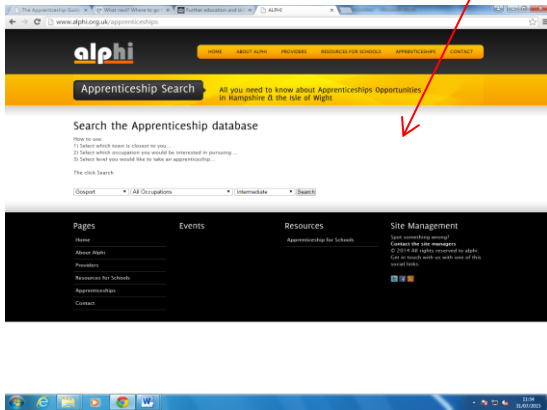 The Apprenticeship Guide
What next? Where to go
Further education and ski
ALPHI
www.alphi.org.uk/apprenticeships
alphi
HOME ABOUT ALPHI PROVIDERS RESOURCES FOR SCHOOLS APPRENTICESHIPS CONTACT
Apprenticeship Search
All you need to know about Apprenticeships Opportunities
in Hampshire & the Isle of Wight
Search the Apprenticeship database
How to use:
1) Select which town is closest to you...
2) Select which occupation you would be interested in pursuing ...
3) Select level you would like to take an apprenticeship...
The click Search
Gosport All Occupations Intermediate Search
Pages
Home
About Alphi
Providers
Resources for Schools
Apprenticeships
Contact
Events
Resources
Apprenticeship for Schools
Site Management
Spot something wrong?
Contact the site managers
© 2014 All rights reserved to alphi.
Get in touch with us with one of this
social links.
11:54
31/07/2015